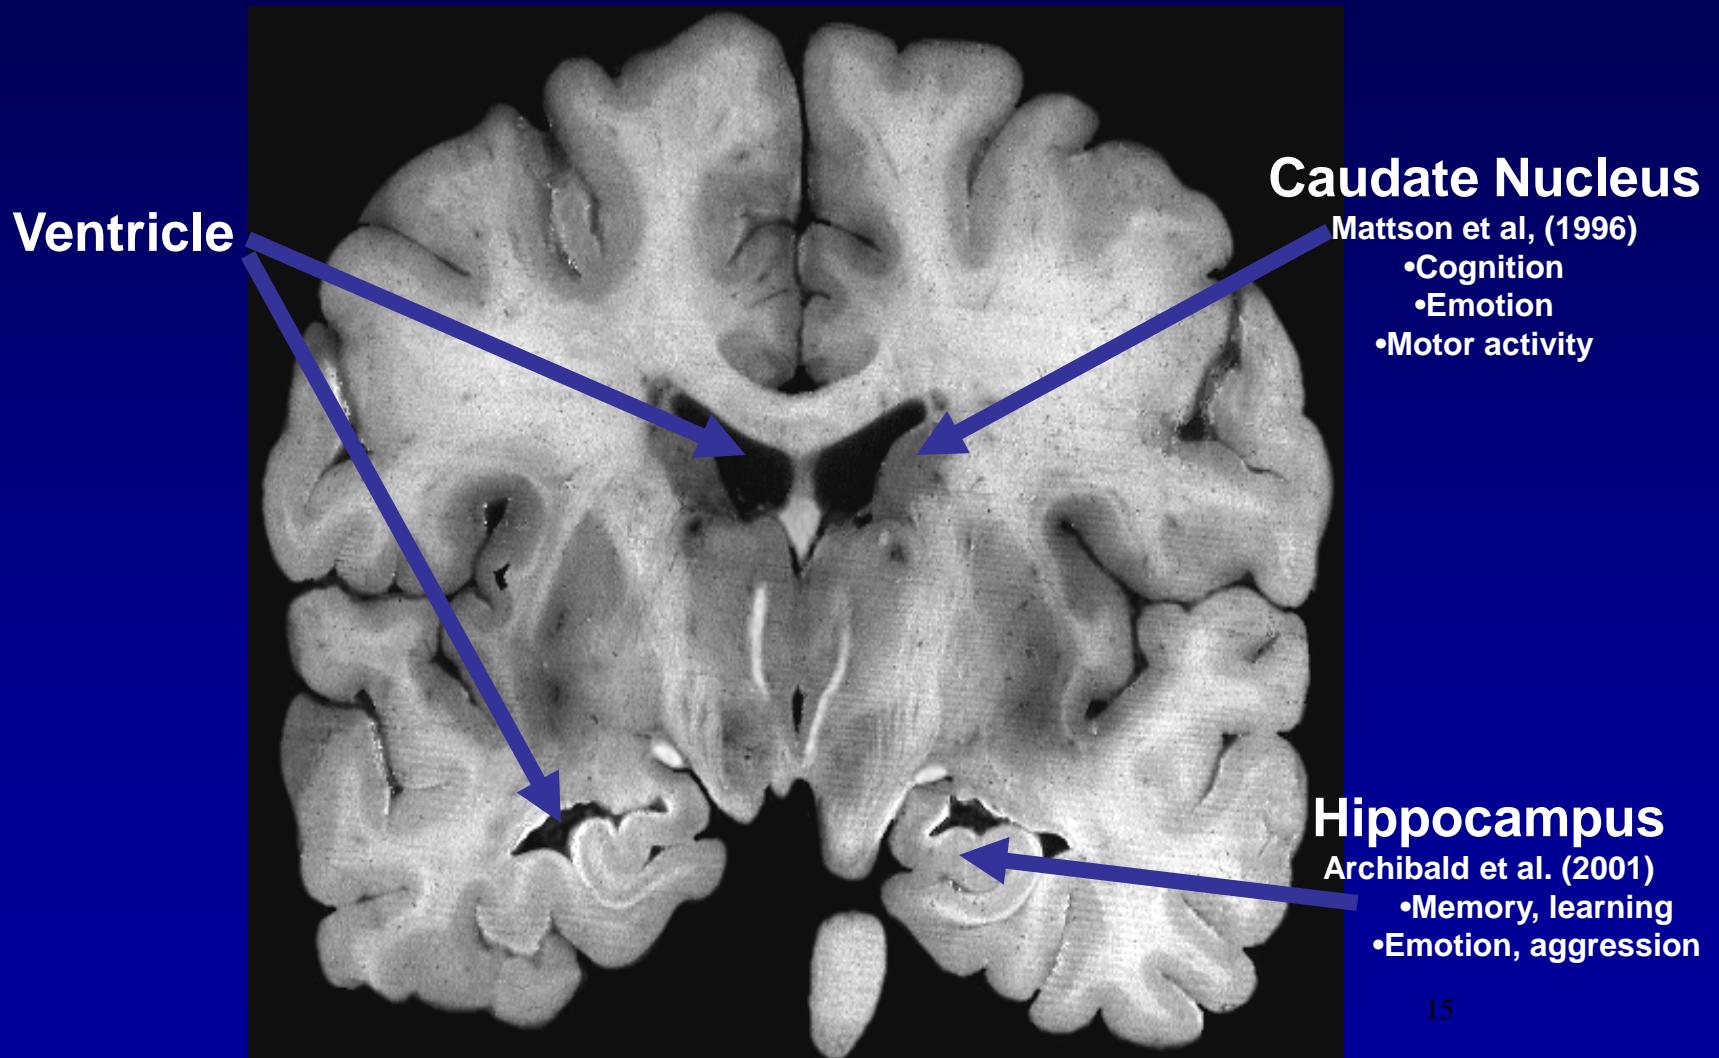 Ventricle
Caudate Nucleus
Mattson et al, (1996)
•Cognition
•Emotion
•Motor activity
Hippocampus
Archibald et al. (2001)
•Memory, learning
•Emotion, aggression
15